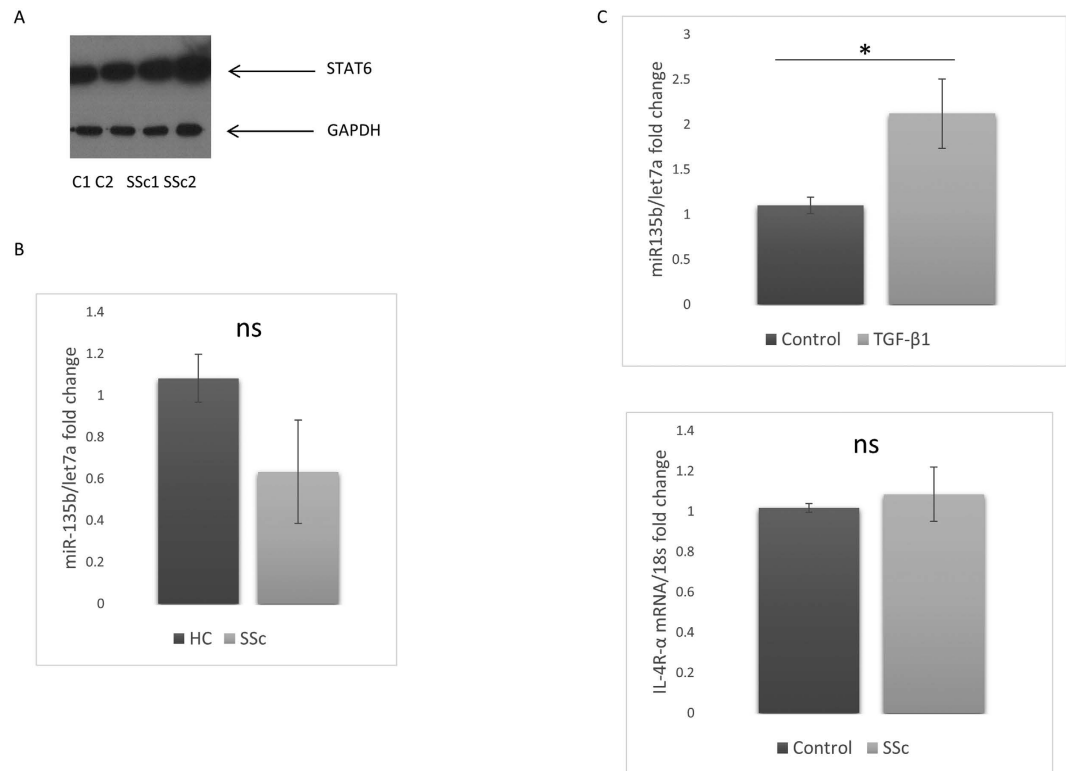 A
STAT6
GAPDH
C1 C2 SSc1 SSc2
B
miR-135b/let7a fold change
1.4
1.2
1
0.8
0.6
0.4
0.2
0
ns
HC SSc
C
miR135b/let7a fold change
3
2.5
2
1.5
1
0.5
0
*
Control TGF-β1
IL-4R-α mRNA/18s fold change
1.4
1.2
1
0.8
0.6
0.4
0.2
0
ns
Control SSc